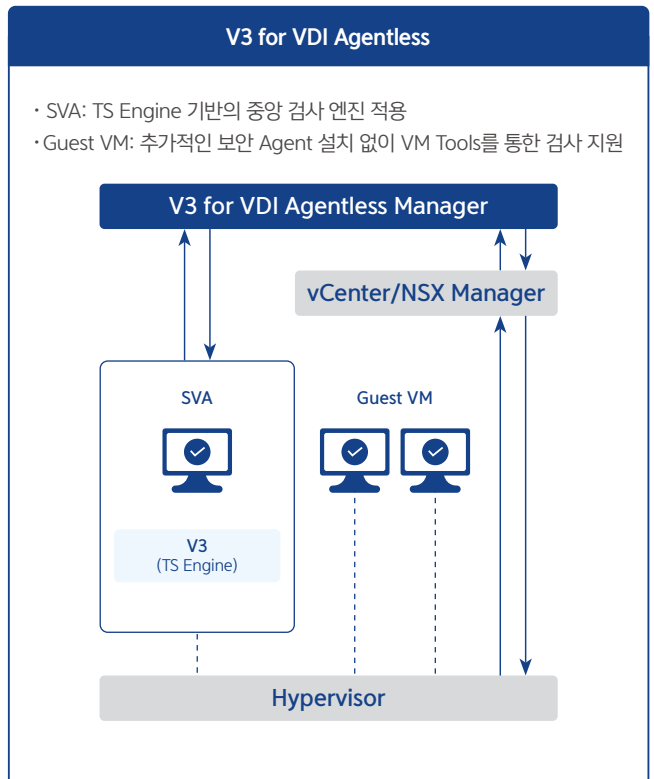 V3 for VDI Agentless
· SVA: TS Engine 기반의 중앙 검사 엔진 적용
· Guest VM: 추가적인 보안 Agent 설치 없이 VM Tools를 통한 검사 지원
V3 for VDI Agentless Manager
vCenter/NSX Manager
SVA
Guest VM
V3
(TS Engine)
Hypervisor